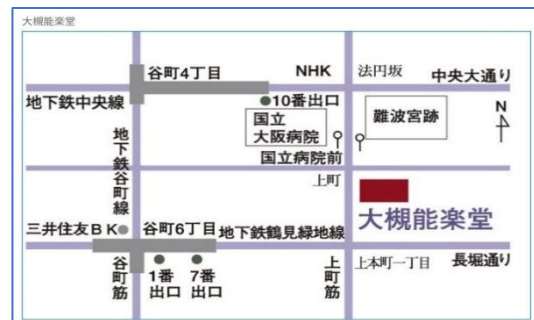 大槻能楽堂
谷町4丁目
NHK
法円坂
中央大通り
地下鉄中央線
10番出口
国立
大阪病院
難波宮跡
N
国立病院前
地下鉄谷町線
上町
大槻能楽堂
三井住友BK
谷町6丁目
地下鉄鶴見緑地線
谷町筋
1番
出口
7番
出口
上町筋
上本町一丁目
長堀通り